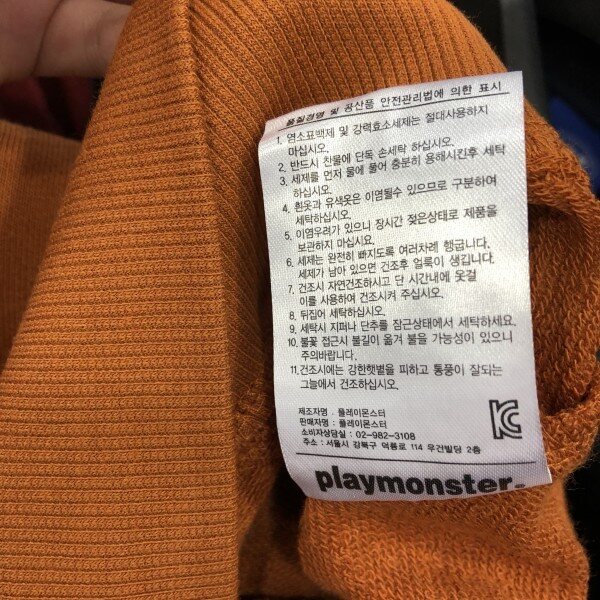 품질경영 및 공산품 안전관리법에 의한 표시
1. 염소표백제 및 강력효소세제는 절대사용하지
마십시오.
2. 반드시 찬물에 단독 손세탁 하십시오.
3. 세제를 먼저 물에 풀어 충분히 용해시킨후 세탁
하십시오.
4. 흰옷과 유색옷은 이염될수 있으므로 구분하여
세탁하십시오.
5. 이염우려가 있으니 장시간 젖은상태로 제품을
보관하지 마십시요.
6. 세제는 완전히 빠지도록 여러차례 헹굽니다.
세제가 남아 있으면 건조후 얼룩이 생깁니다.
7. 건조시 자연건조하시고 단 시간내에 옷걸
이를 사용하여 건조시켜 주십시오.
8. 뒤집어 세탁하십시오.
9. 세탁시 지퍼나 단추를 잠근상태에서 세탁하세요.
10. 불꽃 접근시 불길이 옮겨 붙을 가능성이 있으니
주의바랍니다.
11. 건조시에는 강한햇볕을 피하고 통풍이 잘되는
그늘에서 건조하십시오.
제조자명 : 플레이몬스터
판매자명 : 플레이몬스터
소비자상담실 : 02-982-3108
주소 : 서울시 강북구 덕릉로 114 우건빌딩 2층
playmonster.